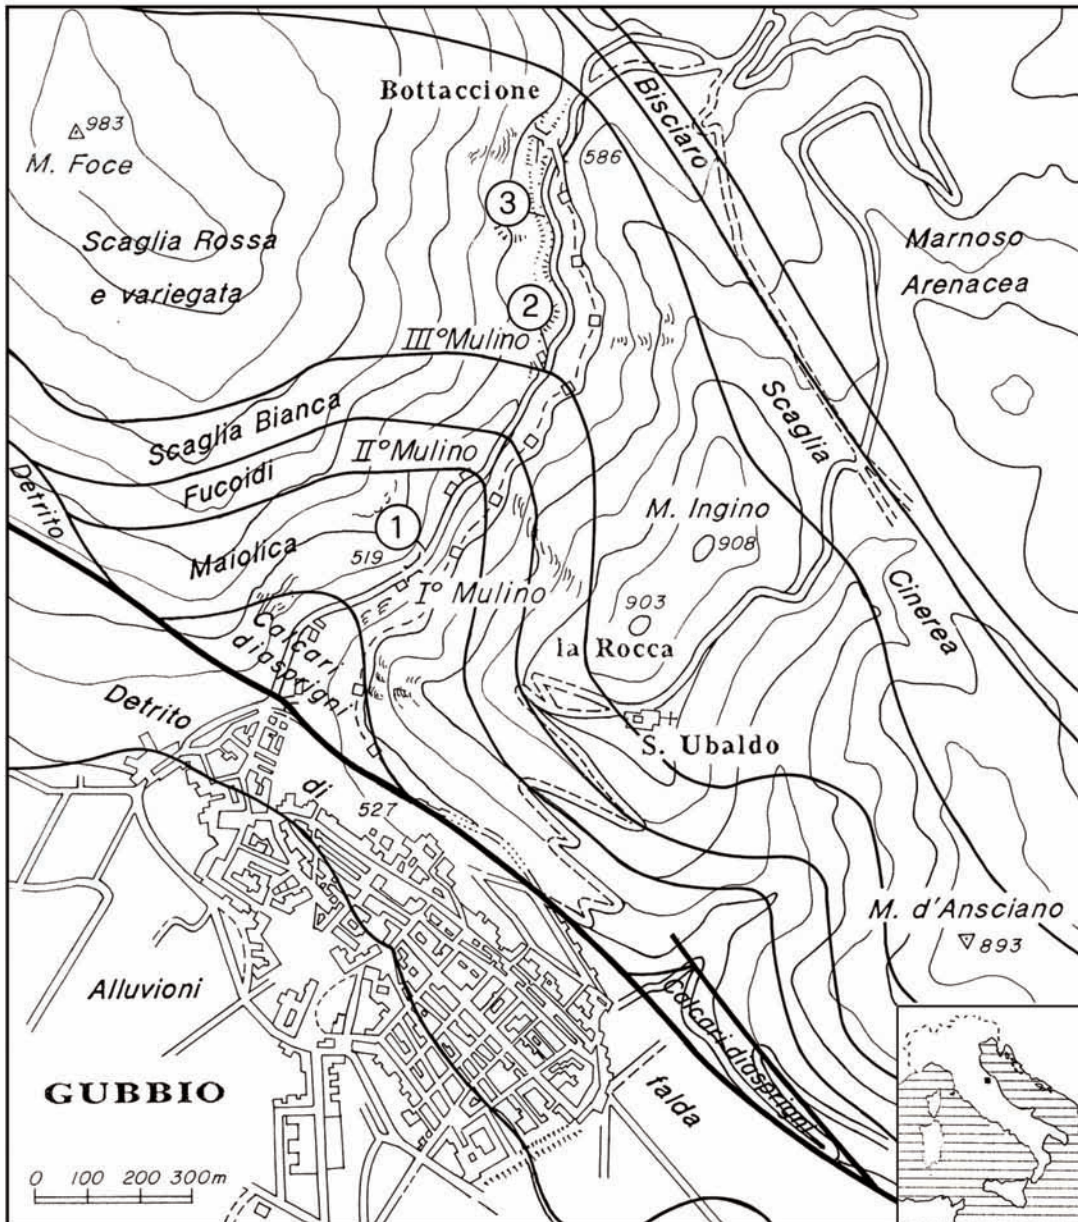 Bottaccione
983
M. Foce
Bisciaro
586
3
Scaglia Rossa
e variegata
Marnoso
Arenacea
2
III° Mulino
Scaglia Bianca
Scaglia
II° Mulino
Fucoidi
Detrito
M. Ingino
1
908
Maiolica
519
I° Mulino
Cinerea
903
Calcari
diasprigni
la Rocca
Detrito
S. Ubaldo
di
527
M. d'Ansciano
893
Alluvioni
Calcari diasprigni
GUBBIO
falda
0 100 200 300m